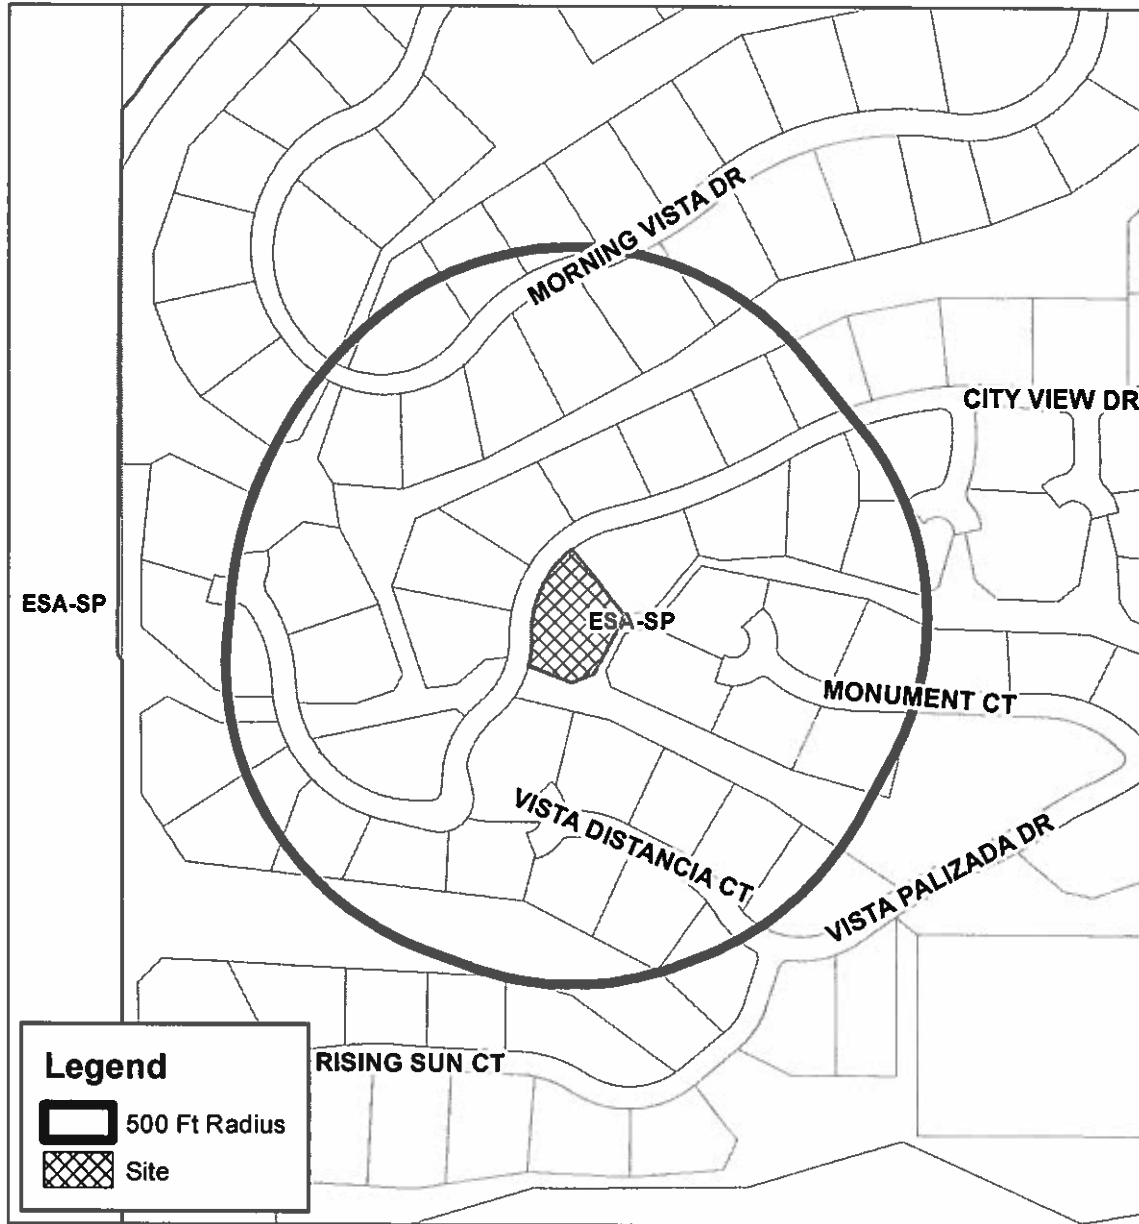 MORNING VISTA DR
CITY VIEW DR
ESA-SP
ESA-SP
MONUMENT CT
VISTA DISTANCIA CT
VISTA PALIZADA DR
RISING SUN CT
Legend
500 Ft Radius
Site